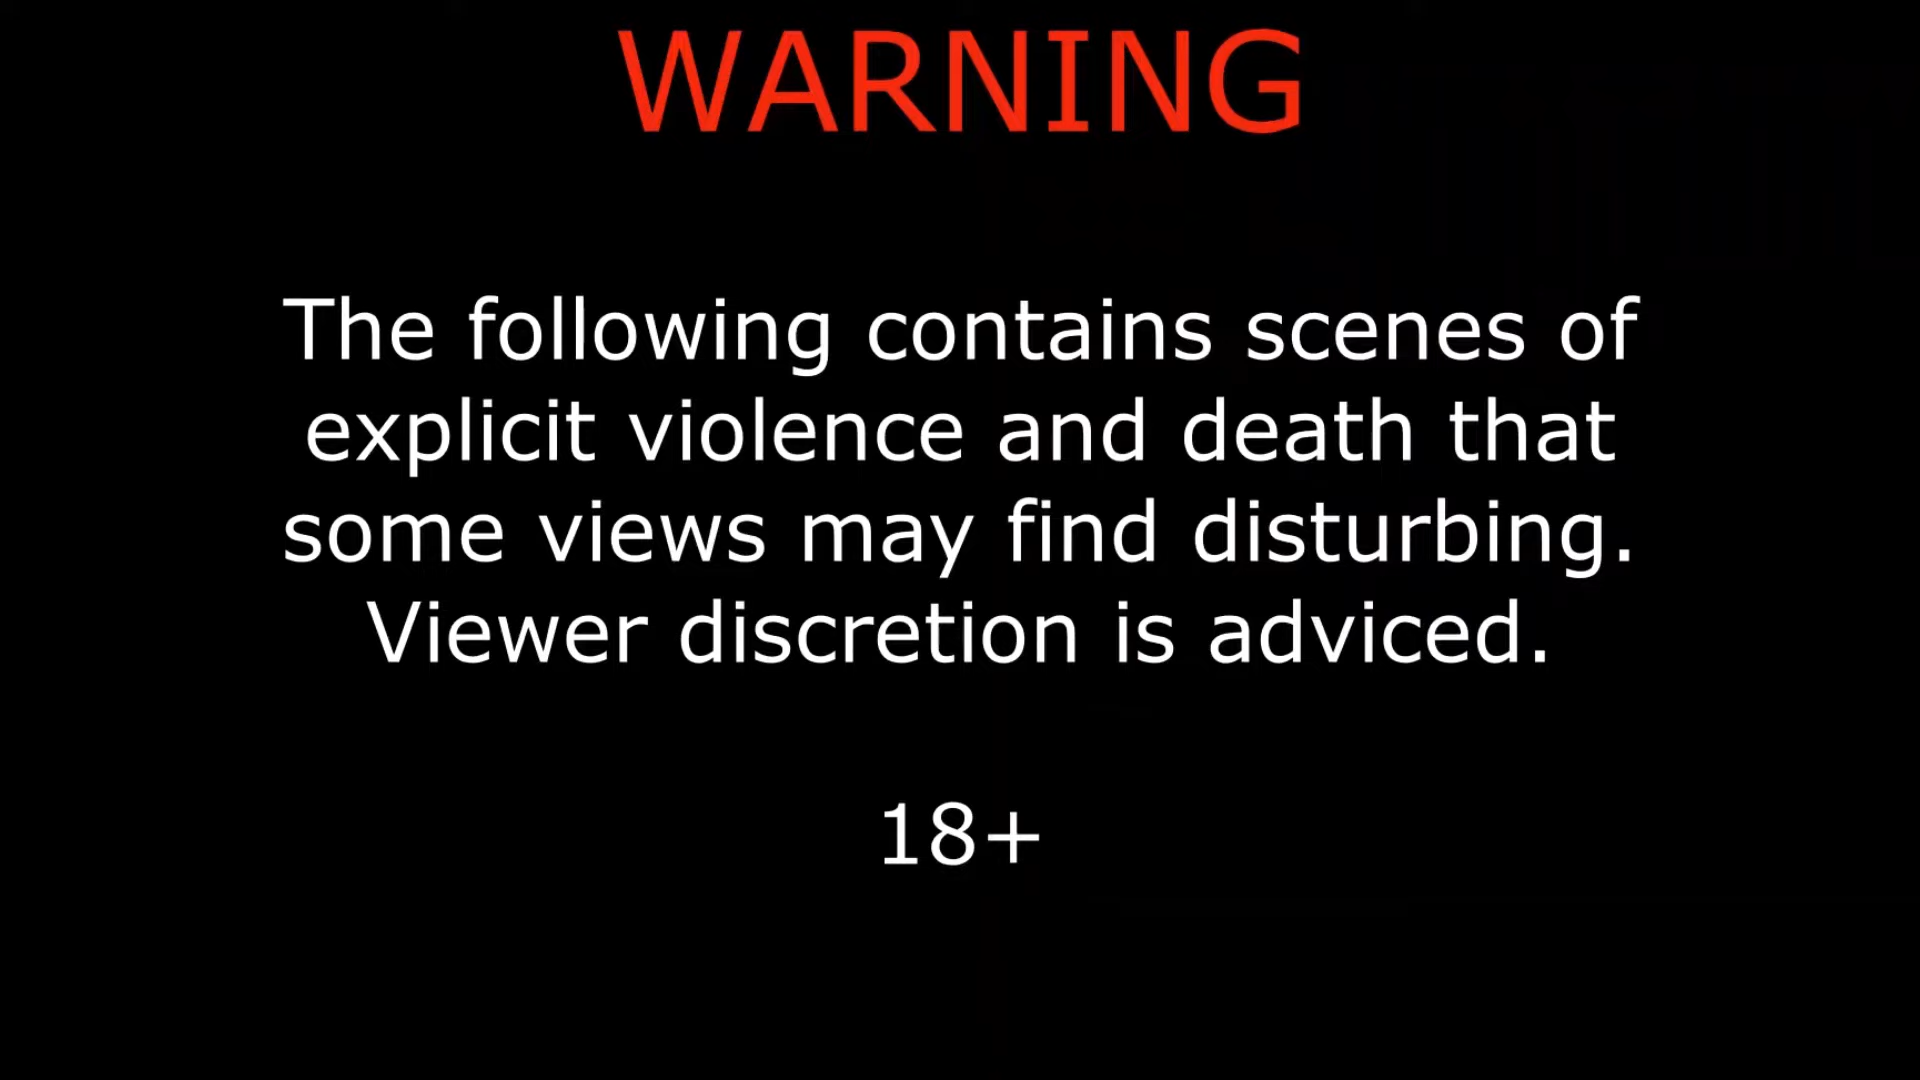 WARNING
The following contains scenes of
explicit violence and death that
some views may find disturbing.
Viewer discretion is adviced.
18+